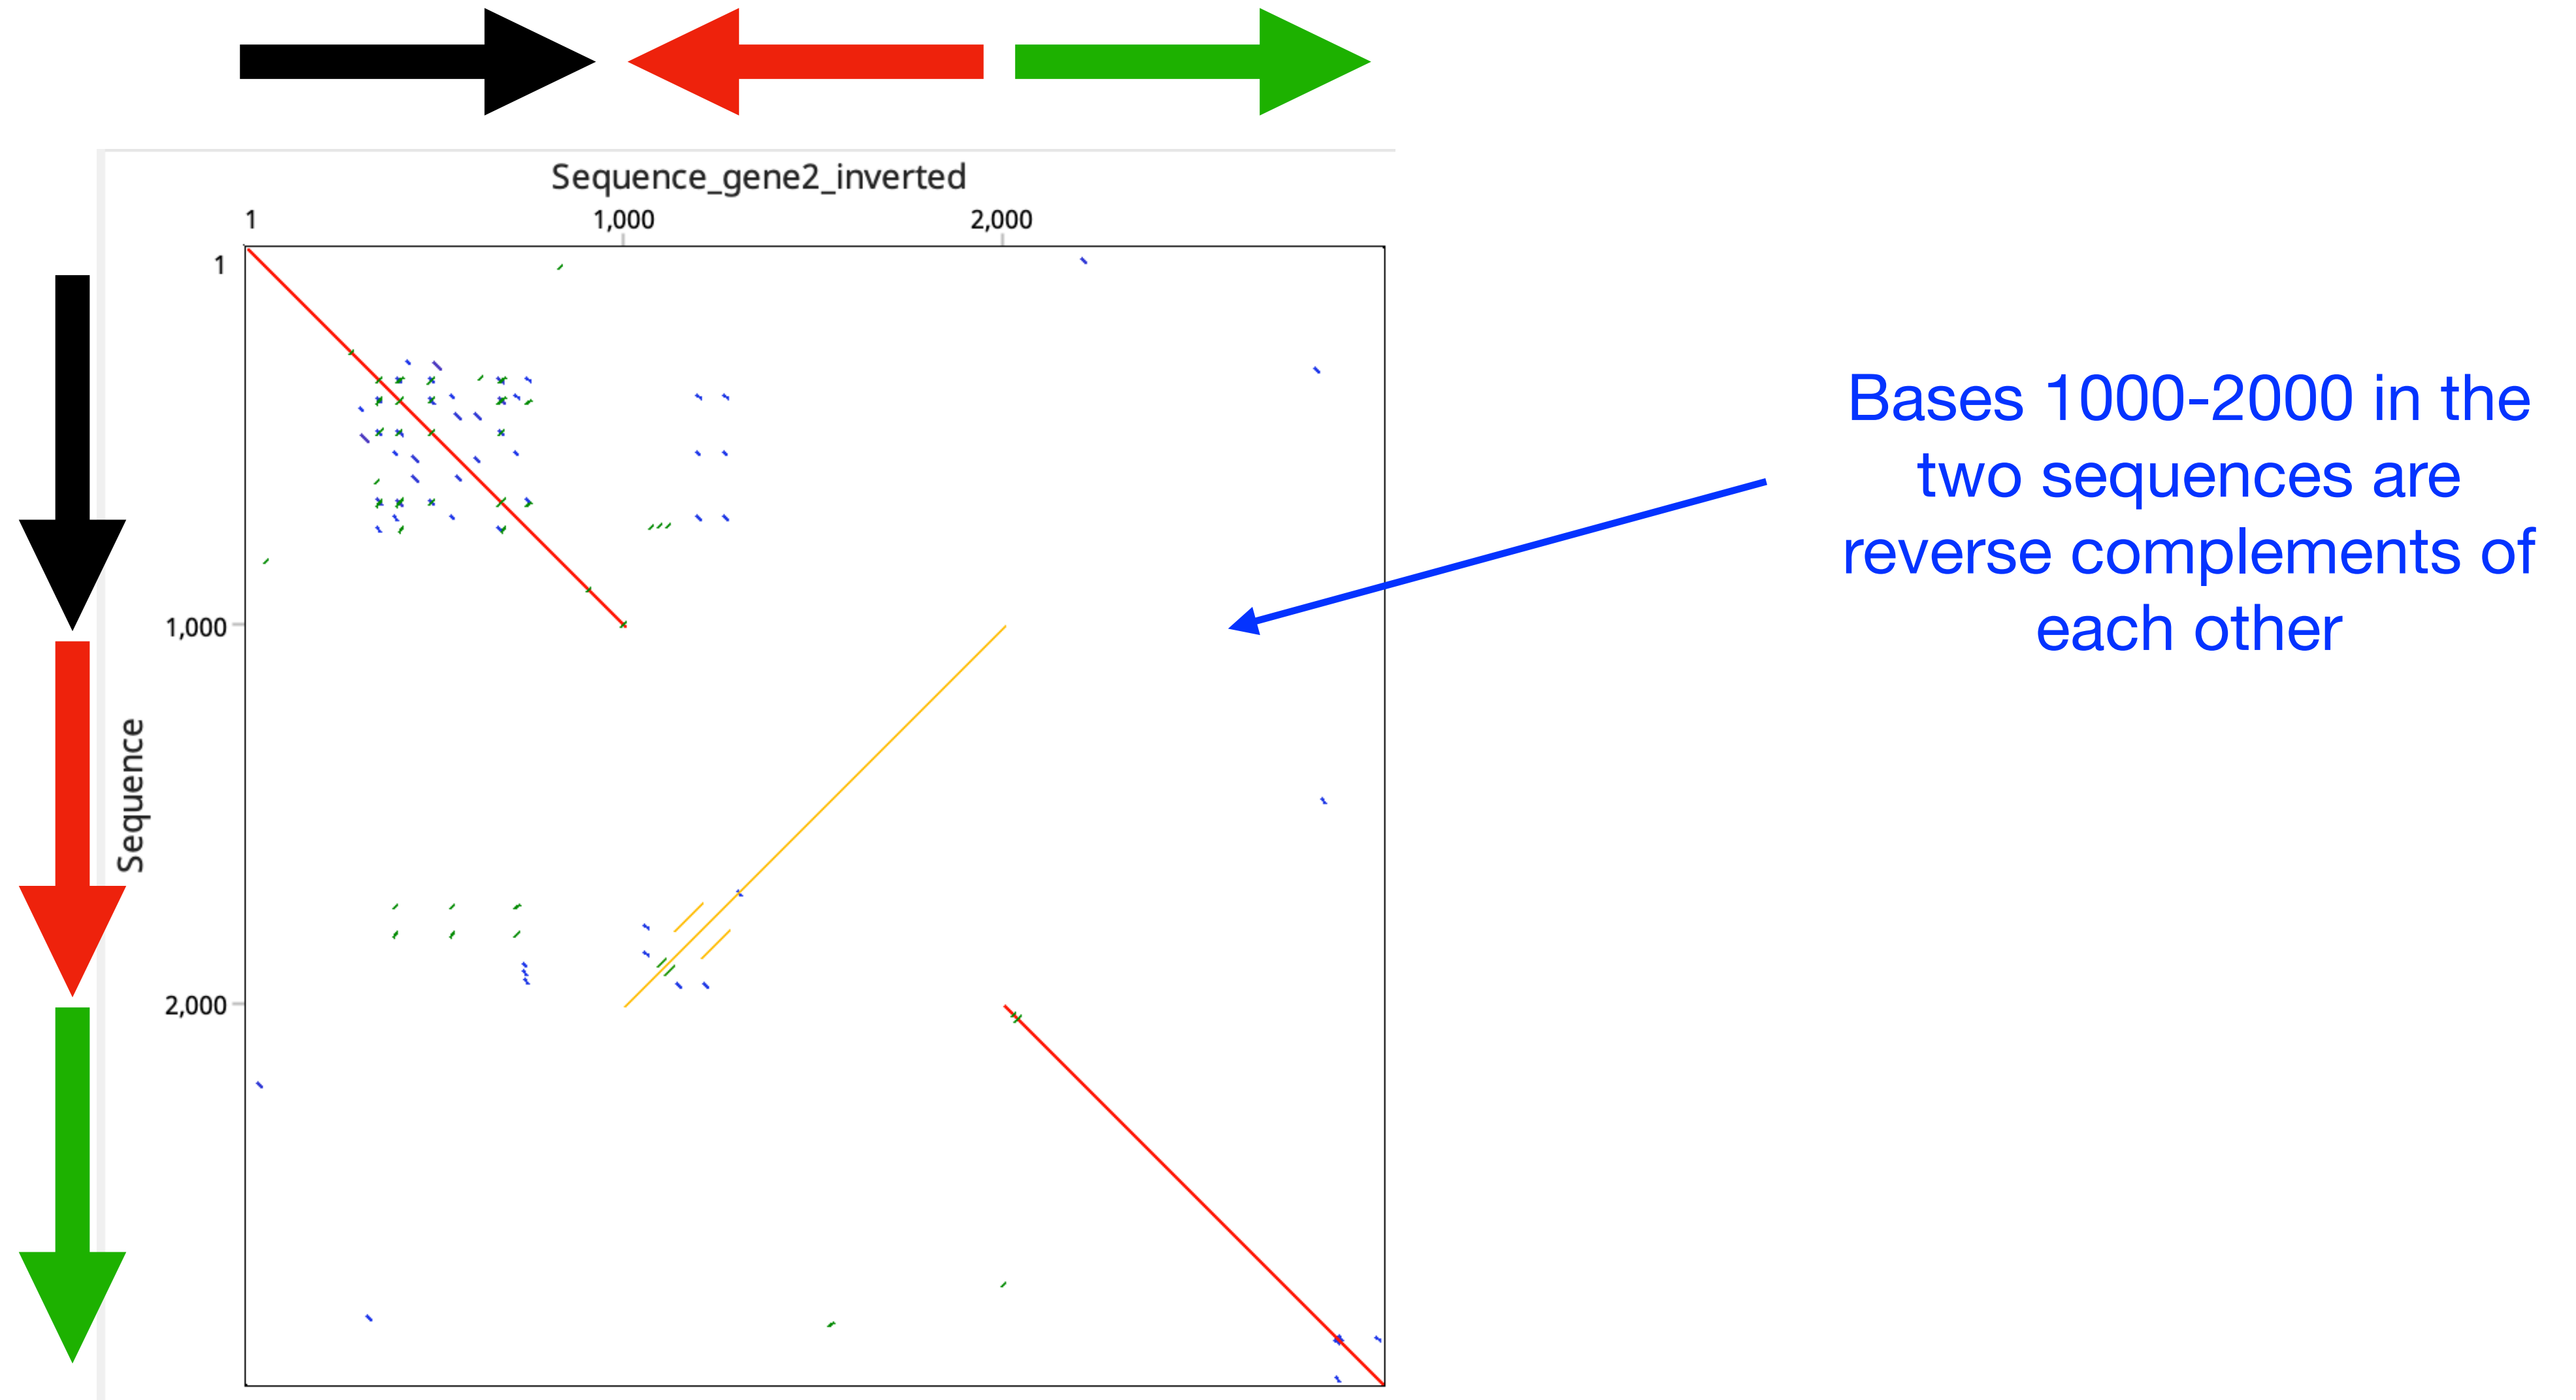 Sequence_gene2_inverted
1
1,000
2,000
1
1,000
2,000
Sequence
Bases 1000-2000 in the
two sequences are
reverse complements of
each other